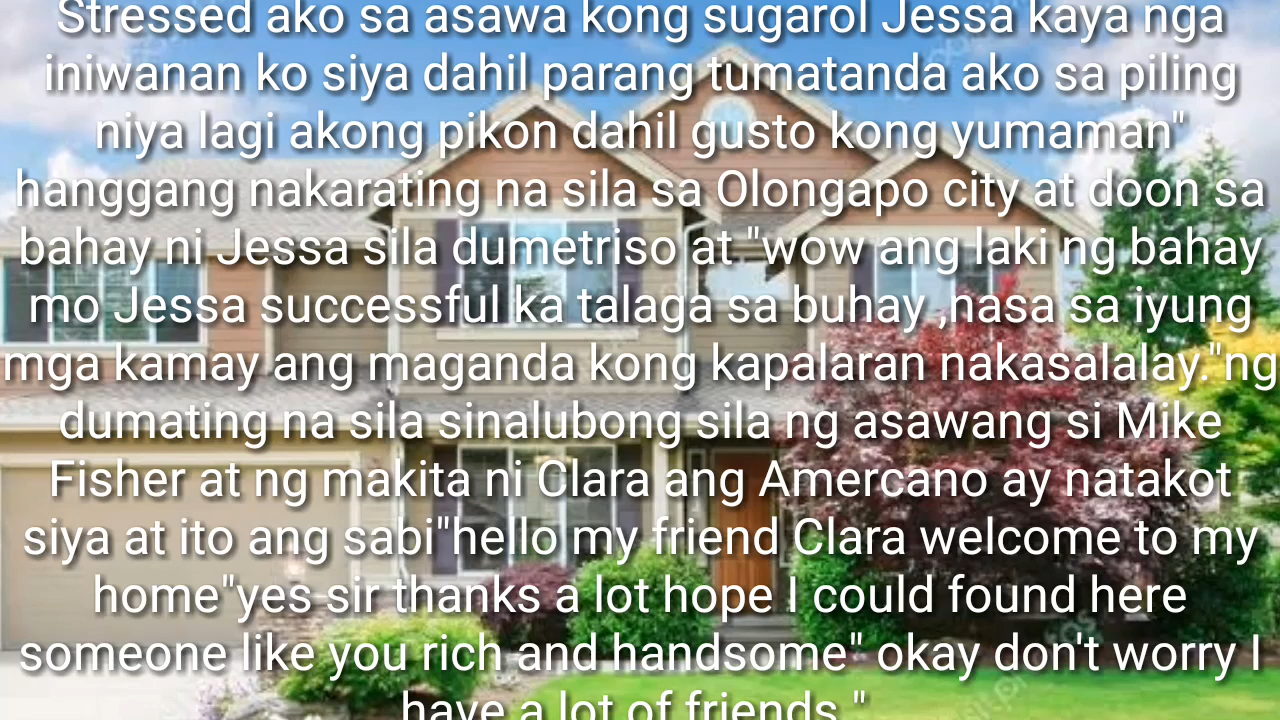 Stressed ako sa asawa kong sugarol Jessa kaya nga
iniwanan ko siya dahil parang tumatanda ako sa piling
niya lagi akong pikon dahil gusto kong yumaman"
hanggang nakarating na sila sa Olongapo city at doon sa
bahay ni Jessa sila dumetriso at "wow ang laki ng bahay
mo Jessa successful ka talaga sa buhay ,nasa sa iyung
mga kamay ang maganda kong kapalaran nakasalalay."ng
dumating na sila sinalubong sila ng asawang si Mike
Fisher at ng makita ni Clara ang Amercano ay natakot
siya at ito ang sabi"hello my friend Clara welcome to my
home"yes sir thanks a lot hope I could found here
someone like you rich and handsome" okay don't worry I
have a lot of friends."